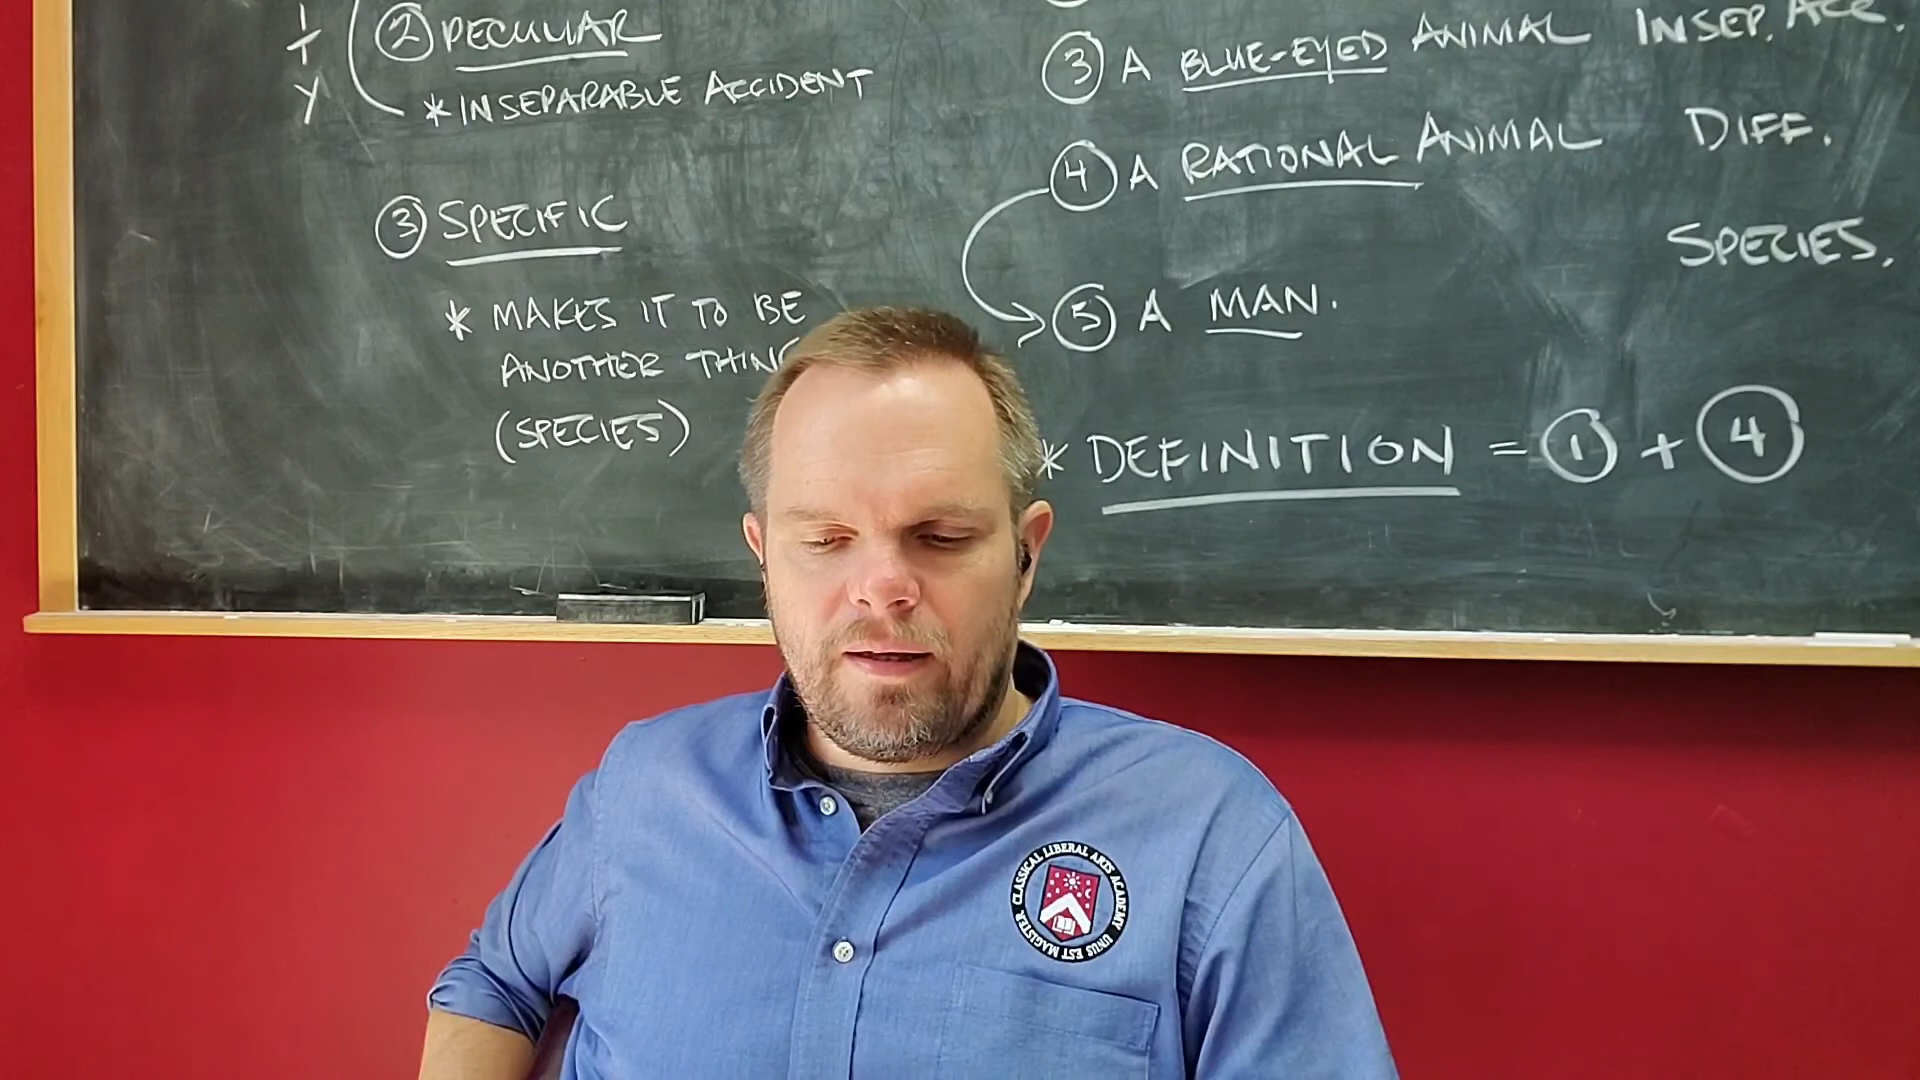 I
T
Y
② PECULIAR
* INSEPARABLE ACCIDENT
③ SPECIFIC
* MAKES IT TO BE
ANOTHER THING
(SPECIES)
③ A BLUE-EYED ANIMAL INSEP. ACC.
④ A RATIONAL ANIMAL DIFF.
SPECIES.
⑤ A MAN.
* DEFINITION = ① + ④
CLASSICAL LIBERAL ARTS ACADEMY
UNUS EST MAGISTER